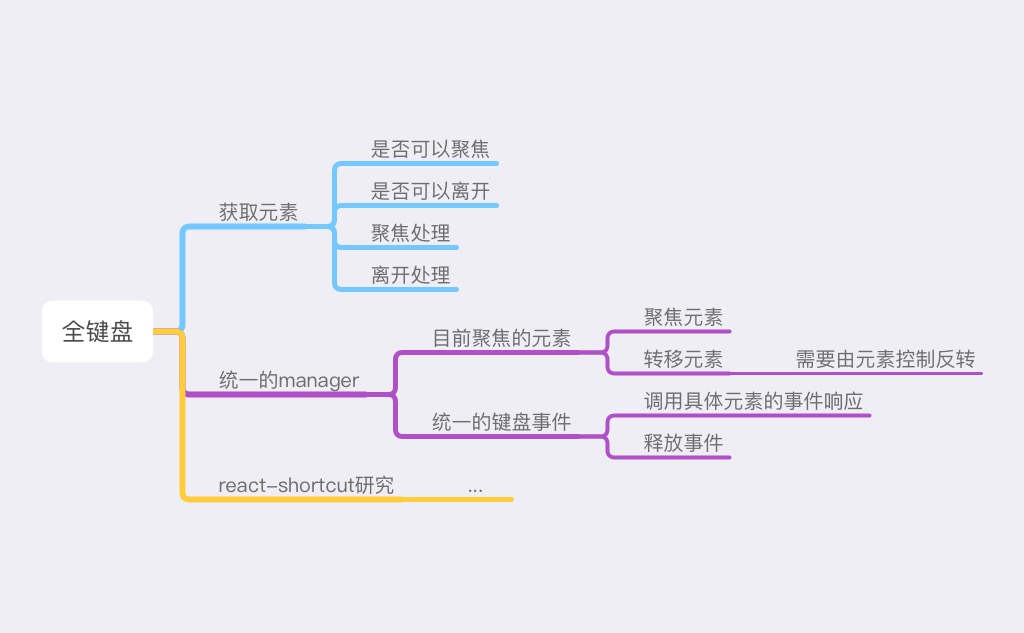 全键盘
获取元素
是否可以聚焦
是否可以离开
聚焦处理
离开处理
统一的manager
目前聚焦的元素
聚焦元素
转移元素
需要由元素控制反转
统一的键盘事件
调用具体元素的事件响应
释放事件
react-shortcut研究
...